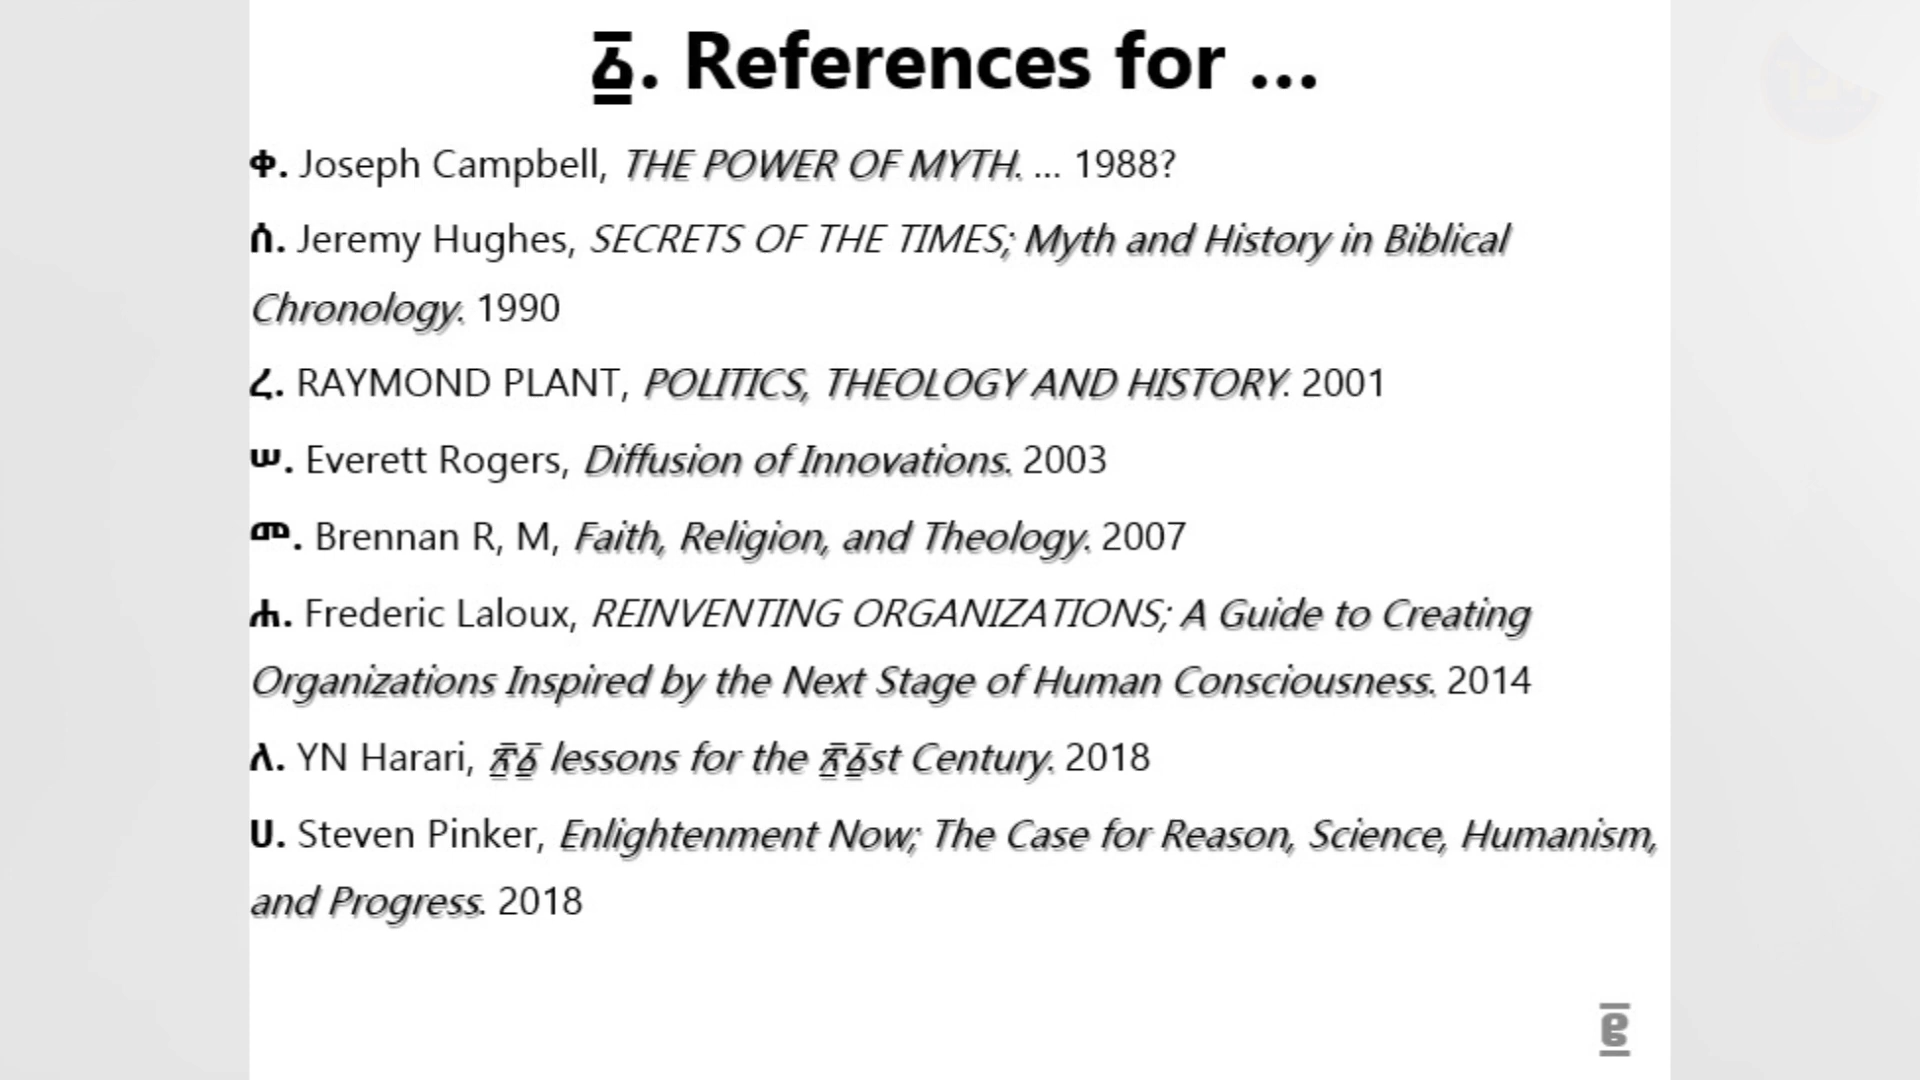 ፩. References for ...
ቀ. Joseph Campbell, THE POWER OF MYTH. ... 1988?
ሰ. Jeremy Hughes, SECRETS OF THE TIMES; Myth and History in Biblical
Chronology. 1990
ረ. RAYMOND PLANT, POLITICS, THEOLOGY AND HISTORY. 2001
ሠ. Everett Rogers, Diffusion of Innovations. 2003
መ. Brennan R, M, Faith, Religion, and Theology. 2007
ሐ. Frederic Laloux, REINVENTING ORGANIZATIONS; A Guide to Creating
Organizations Inspired by the Next Stage of Human Consciousness. 2014
ለ. YN Harari, ፳፩ lessons for the ፳፩st Century. 2018
ሀ. Steven Pinker, Enlightenment Now; The Case for Reason, Science, Humanism,
and Progress. 2018
፪